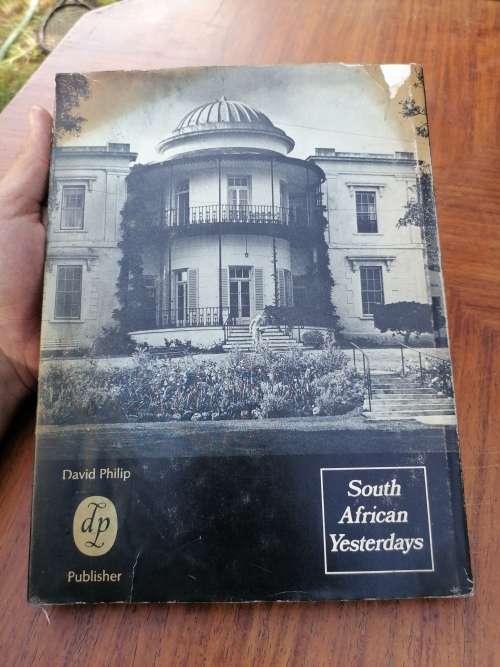 David Philip
dp
Publisher
South
African
Yesterdays